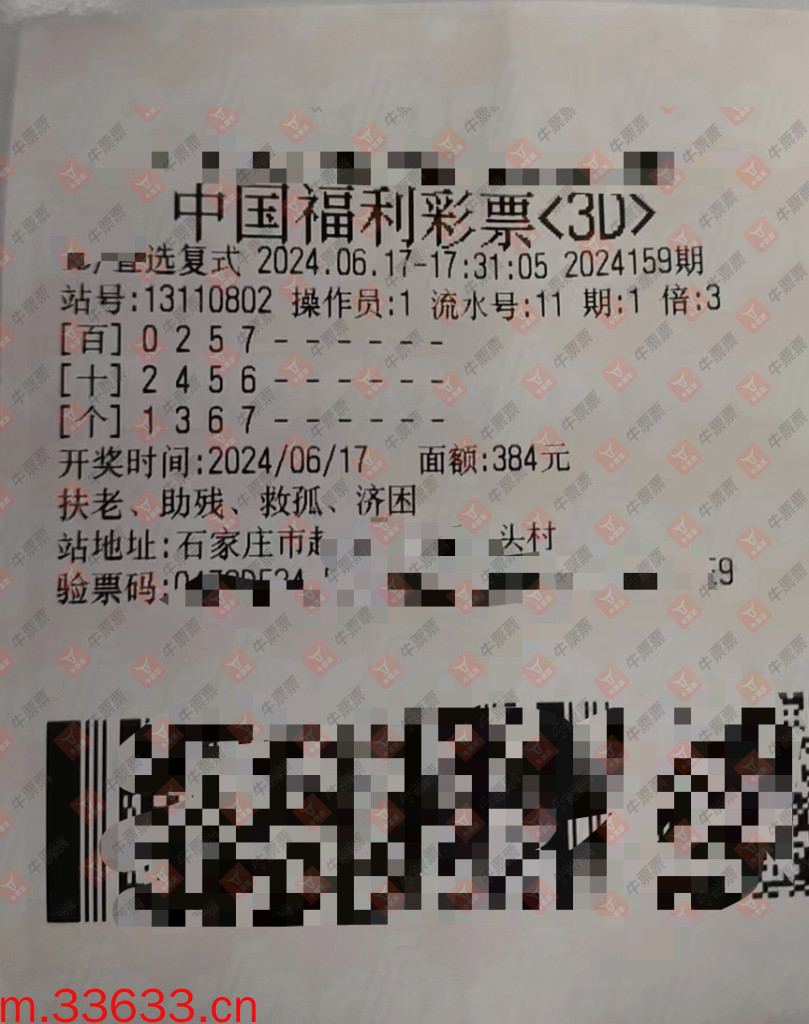 中国福利彩票<3D>
直选复式 2024.06.17-17:31:05 2024159期
站号:13110802 操作员:1 流水号:11 期:1 倍:3
[百] 0 2 5 7 - - - - - -
[十] 2 4 5 6 - - - - - -
[个] 1 3 6 7 - - - - - -
开奖时间:2024/06/17 面额:384元
扶老、助残、救孤、济困
站地址:石家庄市 头村
验票码: 9
牛票票
m.33633.cn